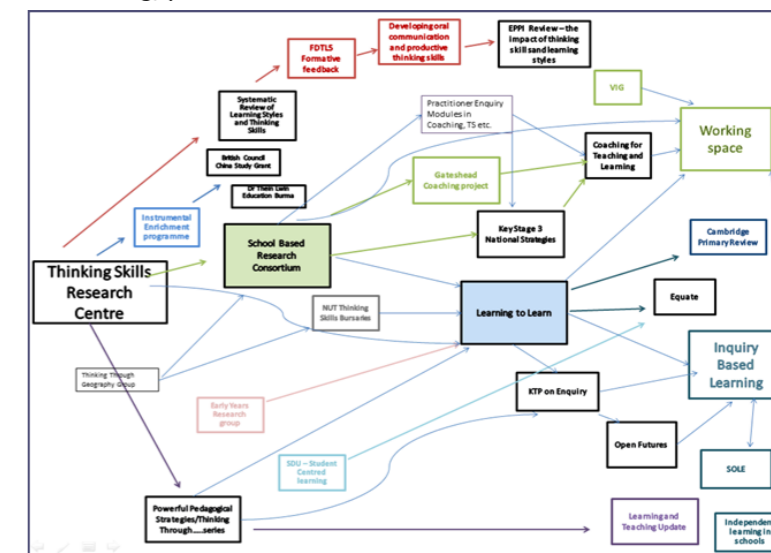 FDTLS
Formative
feedback
Developing oral
communication
and productive
thinking skills
EPPI Review – the
impact of thinking
skill and learning
styles
VIG
Systematic
Review of
Learning Styles
and Thinking
Skills
Practitioner Enquiry
Modules in
Coaching, TS etc.
Working
space
British Council
China Study Grant
Coaching for
Teaching and
Learning
Gateshead
Coaching project
Dr Thein Lwin
Education Burma
Instrumental
Enrichment
programme
School Based
Research
Consortium
Key Stage 3
National Strategies
Cambridge
Primary Review
Thinking Skills
Research
Centre
NUT Thinking
Skills Bursaries
Learning to Learn
Equate
Inquiry
Based
Learning
Thinking Through
Geography Group
KTP on Enquiry
Early Years
Research
group
Open Futures
SDU – Student
Centred
learning
SOLE
Powerful Pedagogical
Strategies/Thinking
Through.....series
Learning and
Teaching Update
Independent
learning in
schools